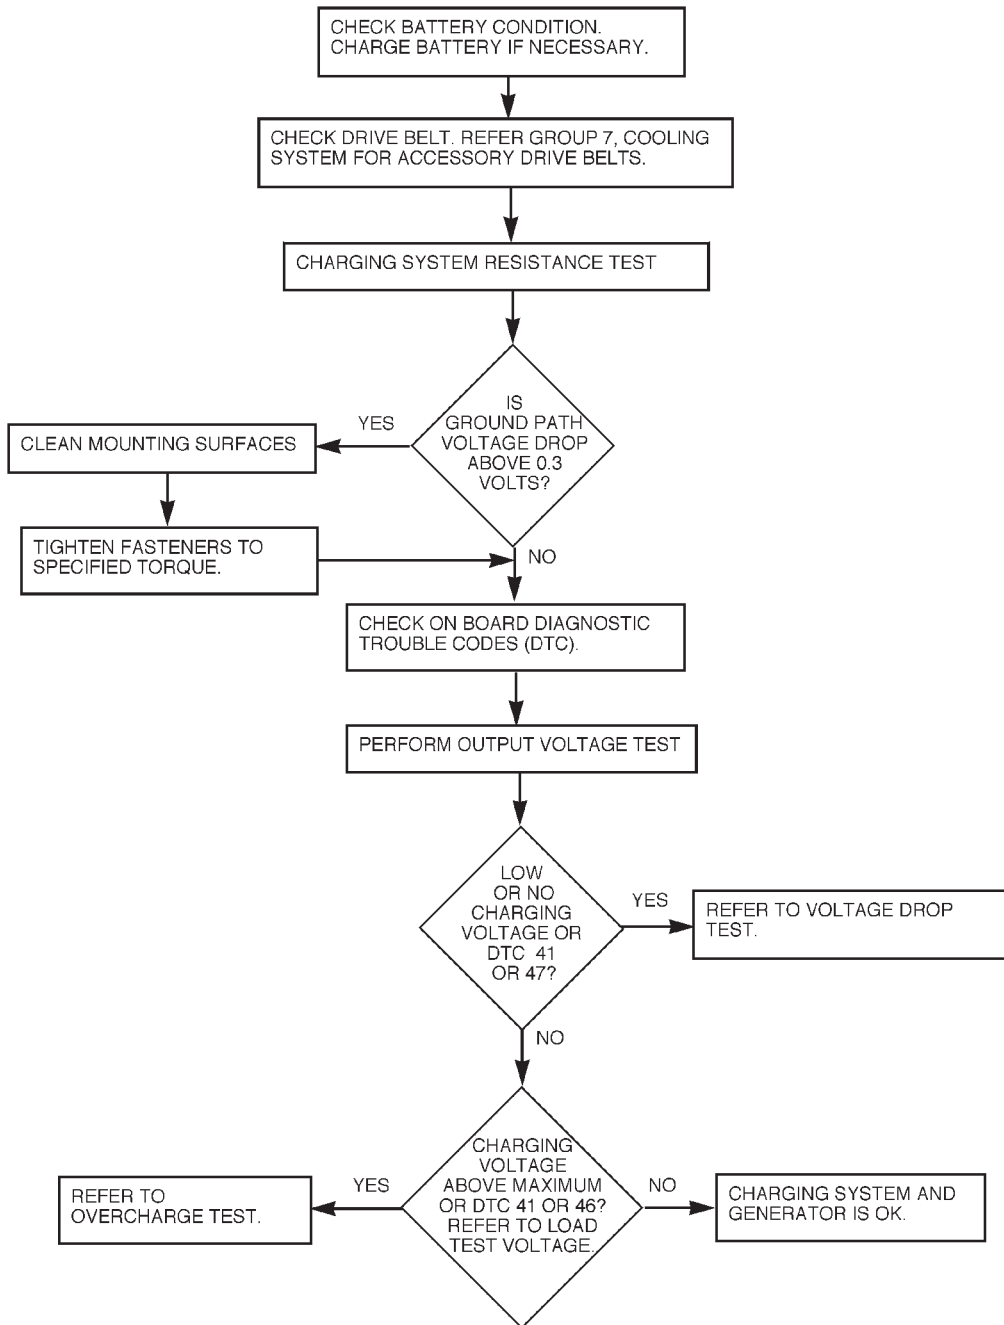 CHECK BATTERY CONDITION.
CHARGE BATTERY IF NECESSARY.
CHECK DRIVE BELT. REFER GROUP 7, COOLING
SYSTEM FOR ACCESSORY DRIVE BELTS.
CHARGING SYSTEM RESISTANCE TEST
IS
GROUND PATH
VOLTAGE DROP
ABOVE 0.3
VOLTS?
YES
CLEAN MOUNTING SURFACES
TIGHTEN FASTENERS TO
SPECIFIED TORQUE.
NO
CHECK ON BOARD DIAGNOSTIC
TROUBLE CODES (DTC).
PERFORM OUTPUT VOLTAGE TEST
LOW
OR NO
CHARGING
VOLTAGE OR
DTC 41
OR 47?
YES
REFER TO VOLTAGE DROP
TEST.
NO
CHARGING
VOLTAGE
ABOVE MAXIMUM
OR DTC 41 OR 46?
REFER TO LOAD
TEST VOLTAGE.
YES
REFER TO
OVERCHARGE TEST.
NO
CHARGING SYSTEM AND
GENERATOR IS OK.